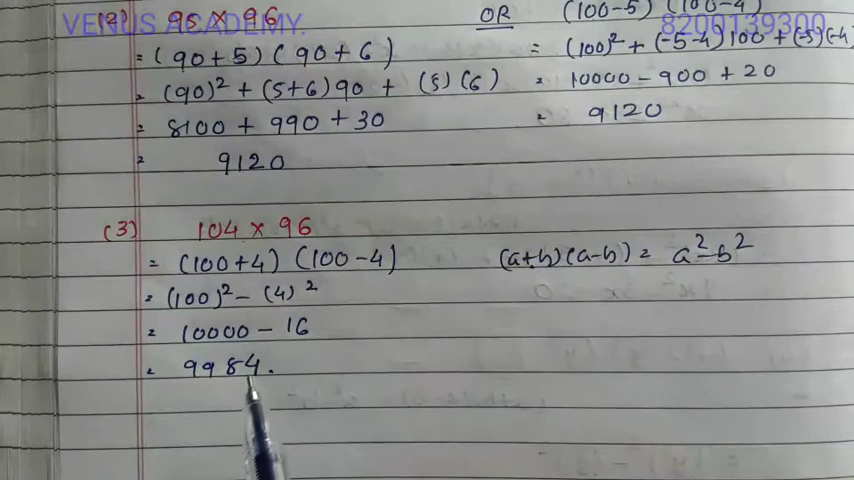 (2) 95 × 96
OR (100-5) (100-4)
VENUS ACADEMY.
8200139300
= (90+5) (90+6)
= (100)² + (-5-4)100 + (-5)(-4
= (90)² + (5+6)90 + (5)(6)
= 10000 - 900 + 20
= 8100 + 990 + 30
= 9120
= 9120
(3) 104 × 96
= (100+4) (100-4)
(a+b)(a-b) = a²-b²
= (100)² - (4)²
= 10000 - 16
= 9984.